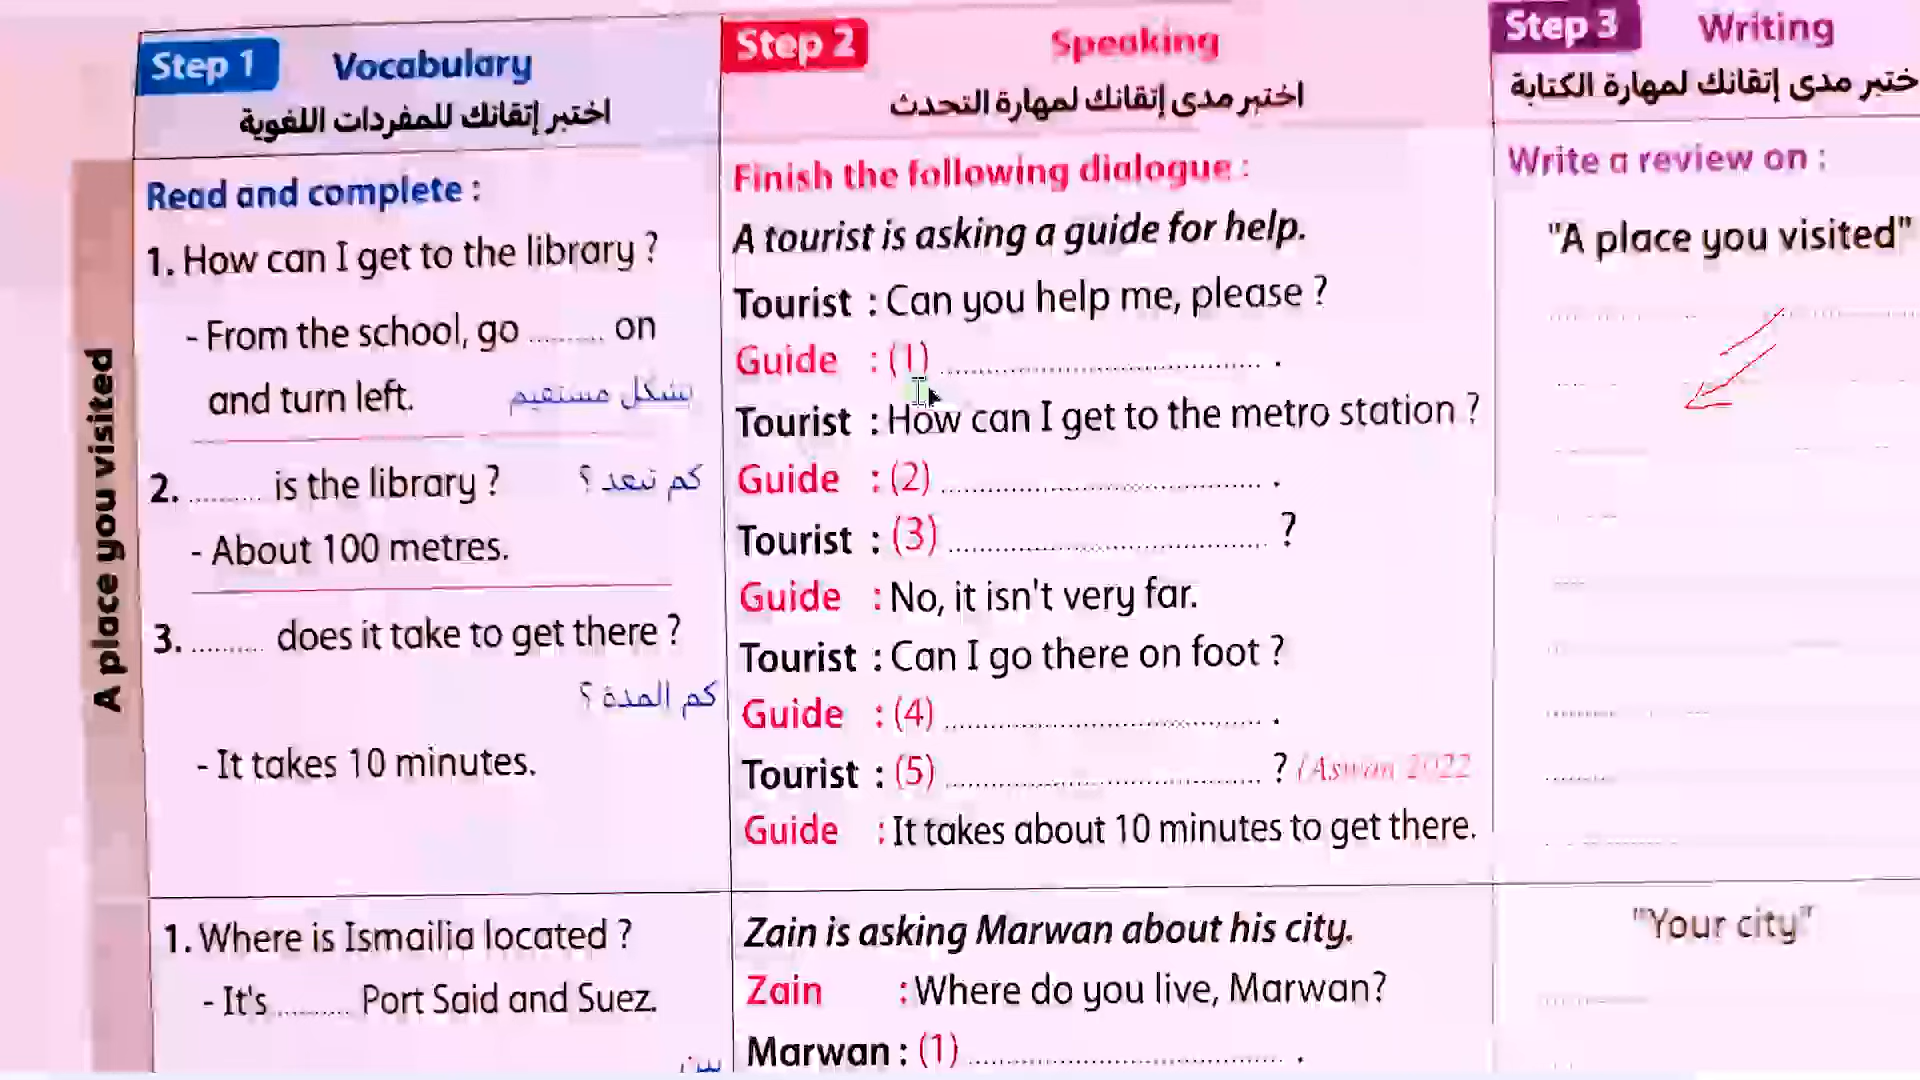 Step 1 Vocabulary
اختبر إتقانك للمفردات اللغوية
Read and complete :
1. How can I get to the library ?
- From the school, go .......... on
and turn left. بشكل مستقيم
2. .......... is the library ? كم تبعد ؟
- About 100 metres.
3. .......... does it take to get there ?
كم المدة ؟
- It takes 10 minutes.
1. Where is Ismailia located ?
- It's .......... Port Said and Suez.
بين
Step 2 Speaking
اختبر مدى إتقانك لمهارة التحدث
Finish the following dialogue :
A tourist is asking a guide for help.
Tourist : Can you help me, please ?
Guide : (1) .......... .
Tourist : How can I get to the metro station ?
Guide : (2) .......... .
Tourist : (3) .......... ?
Guide : No, it isn't very far.
Tourist : Can I go there on foot ?
Guide : (4) .......... .
Tourist : (5) .......... ? (Aswan 2022
Guide : It takes about 10 minutes to get there.
Zain is asking Marwan about his city.
Zain : Where do you live, Marwan?
Marwan : (1) .......... .
Step 3 Writing
ختبر مدى إتقانك لمهارة الكتابة
Write a review on :
"A place you visited"
"Your city"
A place you visited